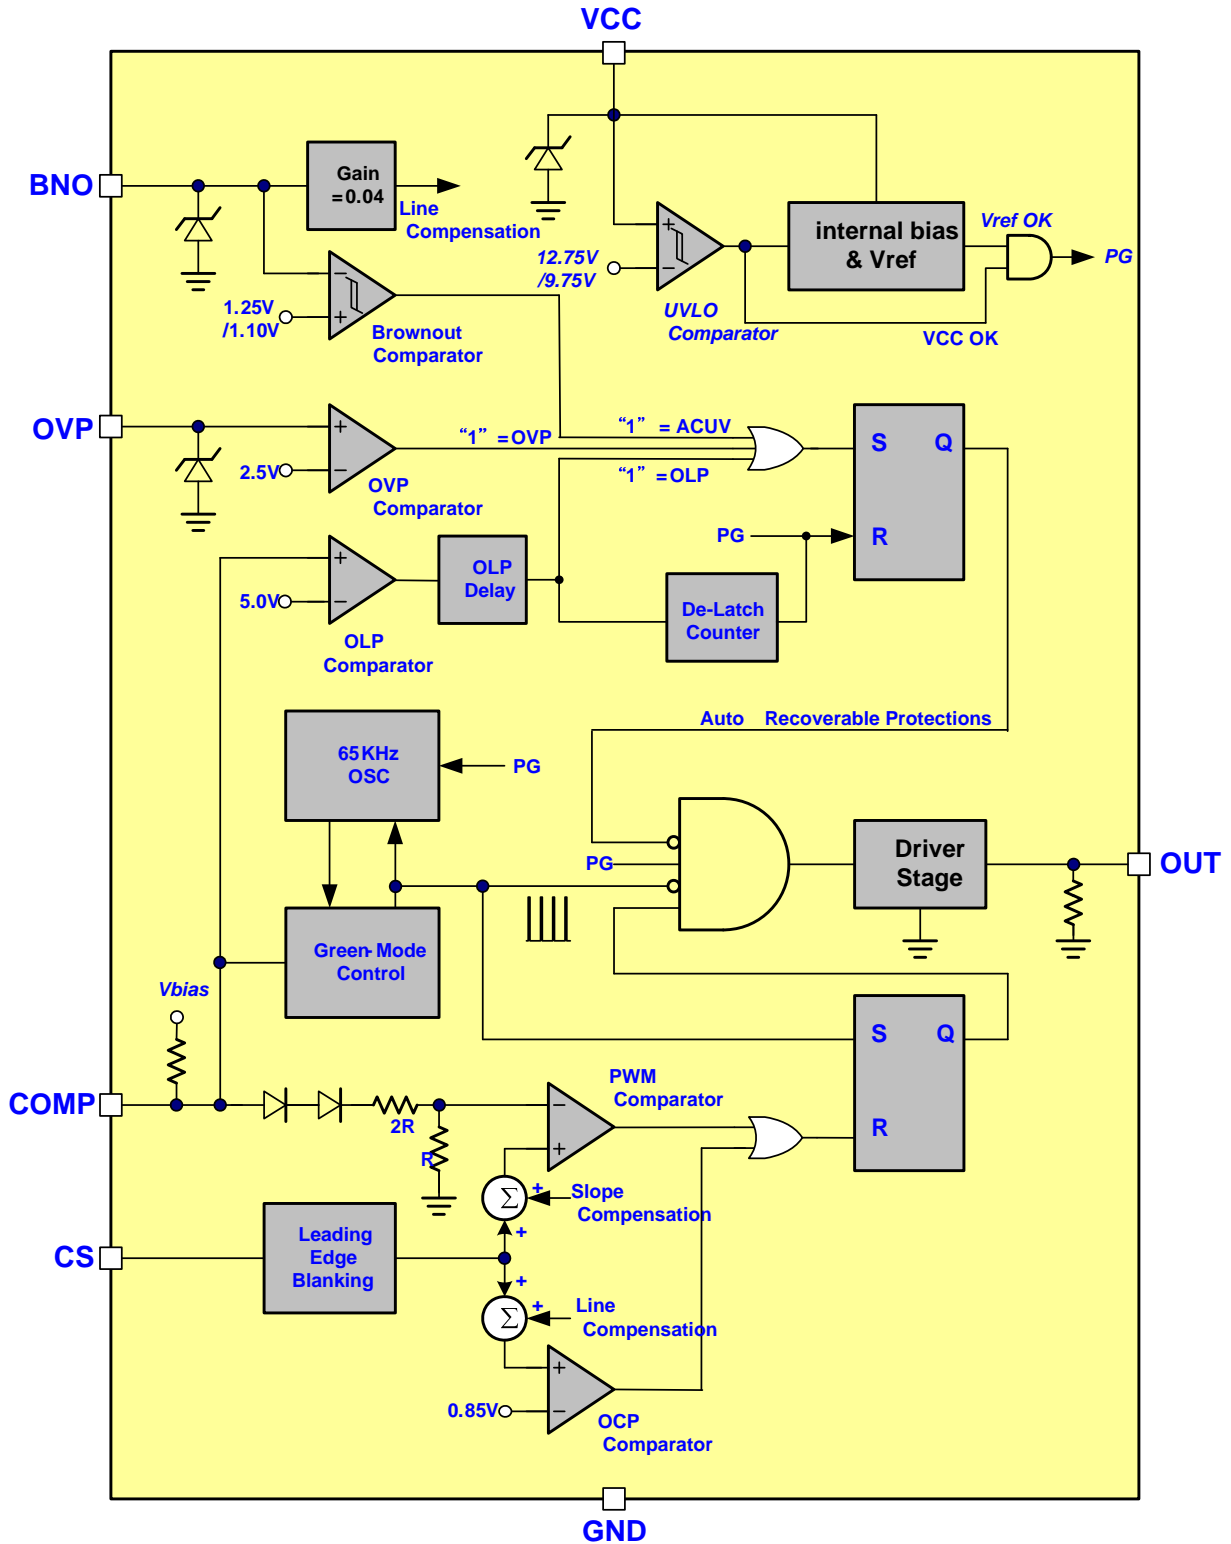 VCC
BNO
Gain
=0.04
Line
Compensation
1.25V
/1.10V
Brownout
Comparator
12.75V
/9.75V
UVLO
Comparator
internal bias
& Vref
Vref OK
PG
VCC OK
OVP
2.5V
OVP
Comparator
“1” =OVP
“1” =ACUV
“1” =OLP
S
Q
R
PG
OLP
Delay
5.0V
OLP
Comparator
De-Latch
Counter
Auto Recoverable Protections
65KHz
OSC
PG
PG
Driver
Stage
OUT
Green-Mode
Control
Vbias
S
Q
R
COMP
2R
R
PWM
Comparator
Σ
+
+
Slope
Compensation
CS
Leading
Edge
Blanking
+
+
Σ
Line
Compensation
0.85V
OCP
Comparator
GND